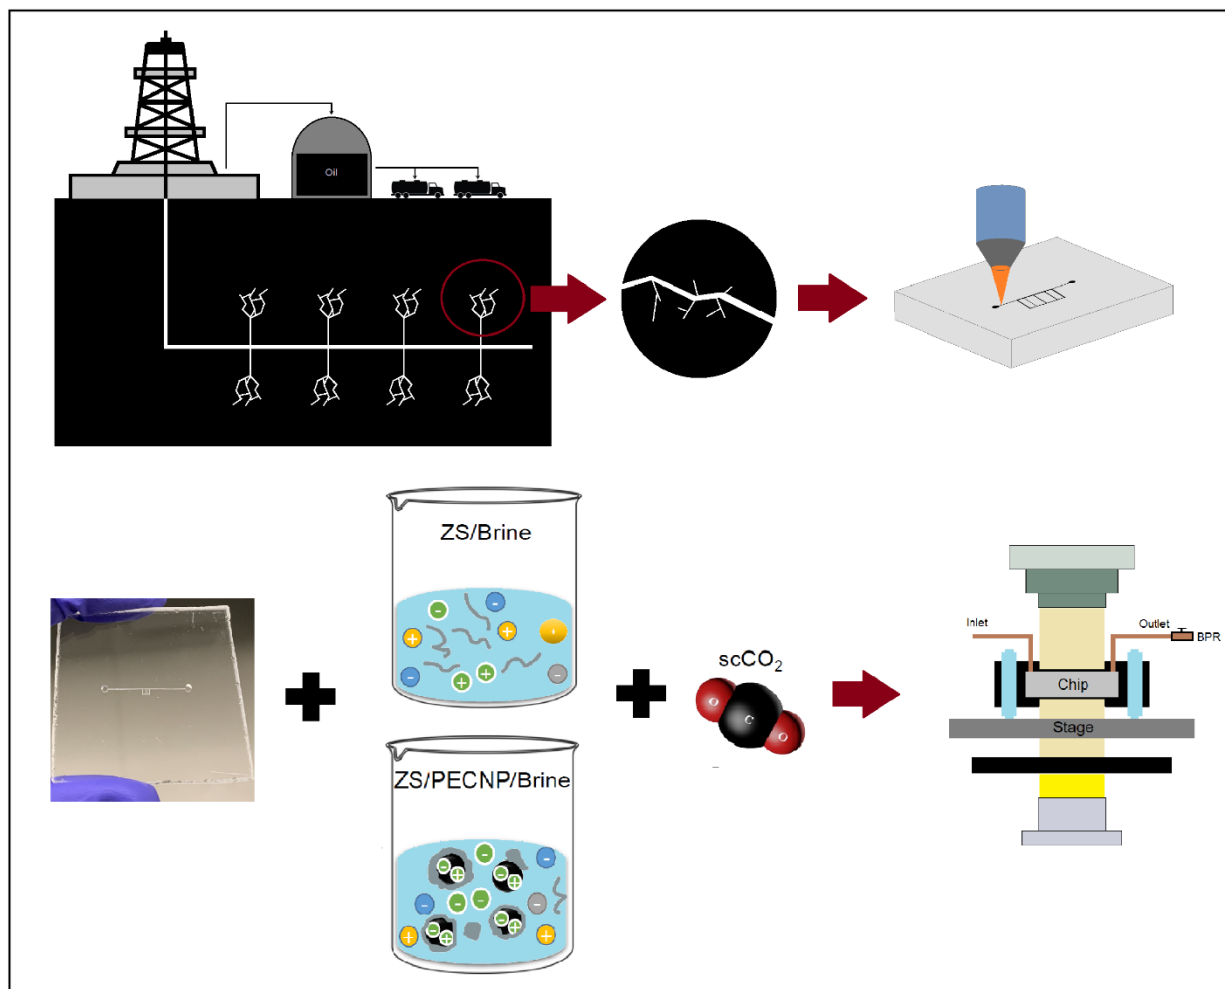 Oil
ZS/Brine
-
-
+
+
+
-
+
+
-
scCO₂
O
C
O
ZS/PECNP/Brine
-
-
-
+
-
+
-
-
-
-
-
+
-
+
+
+
Inlet
Outlet
BPR
Chip
Stage